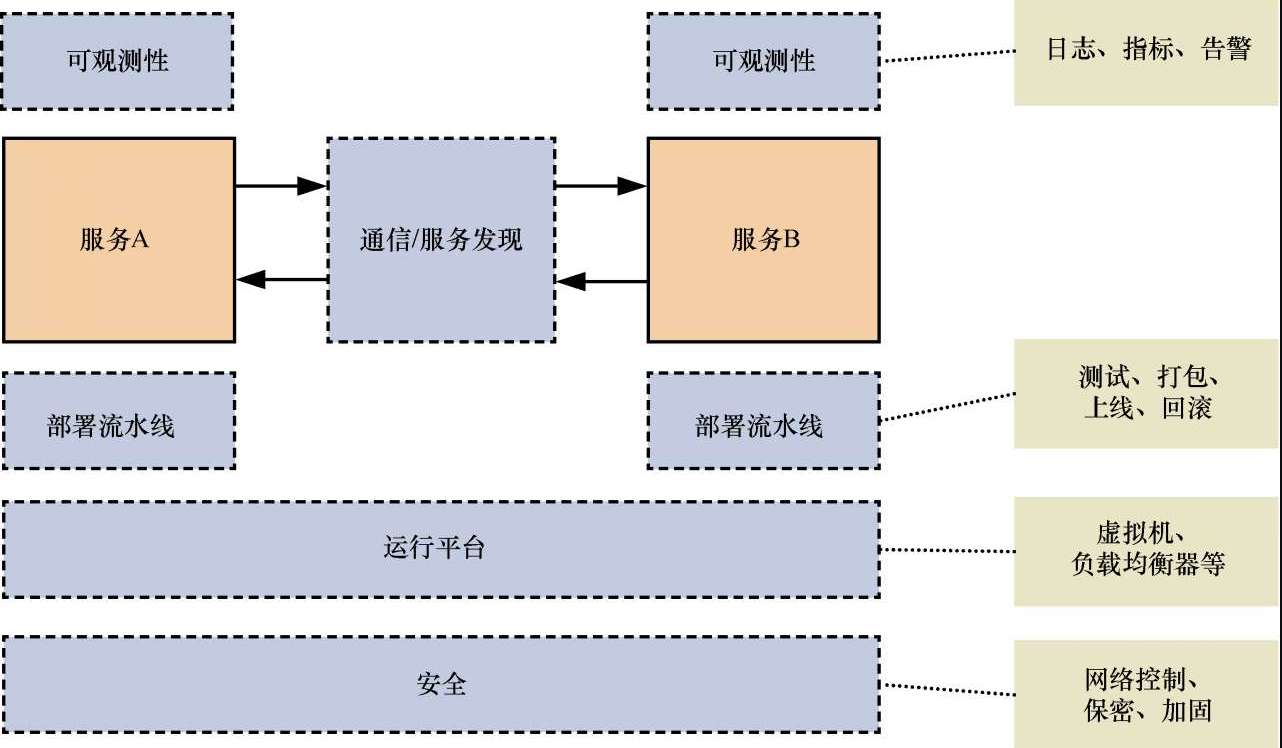 可观测性
可观测性
日志、指标、告警
服务A
通信/服务发现
服务B
部署流水线
部署流水线
测试、打包、
上线、回滚
运行平台
虚拟机、
负载均衡器等
安全
网络控制、
保密、加固